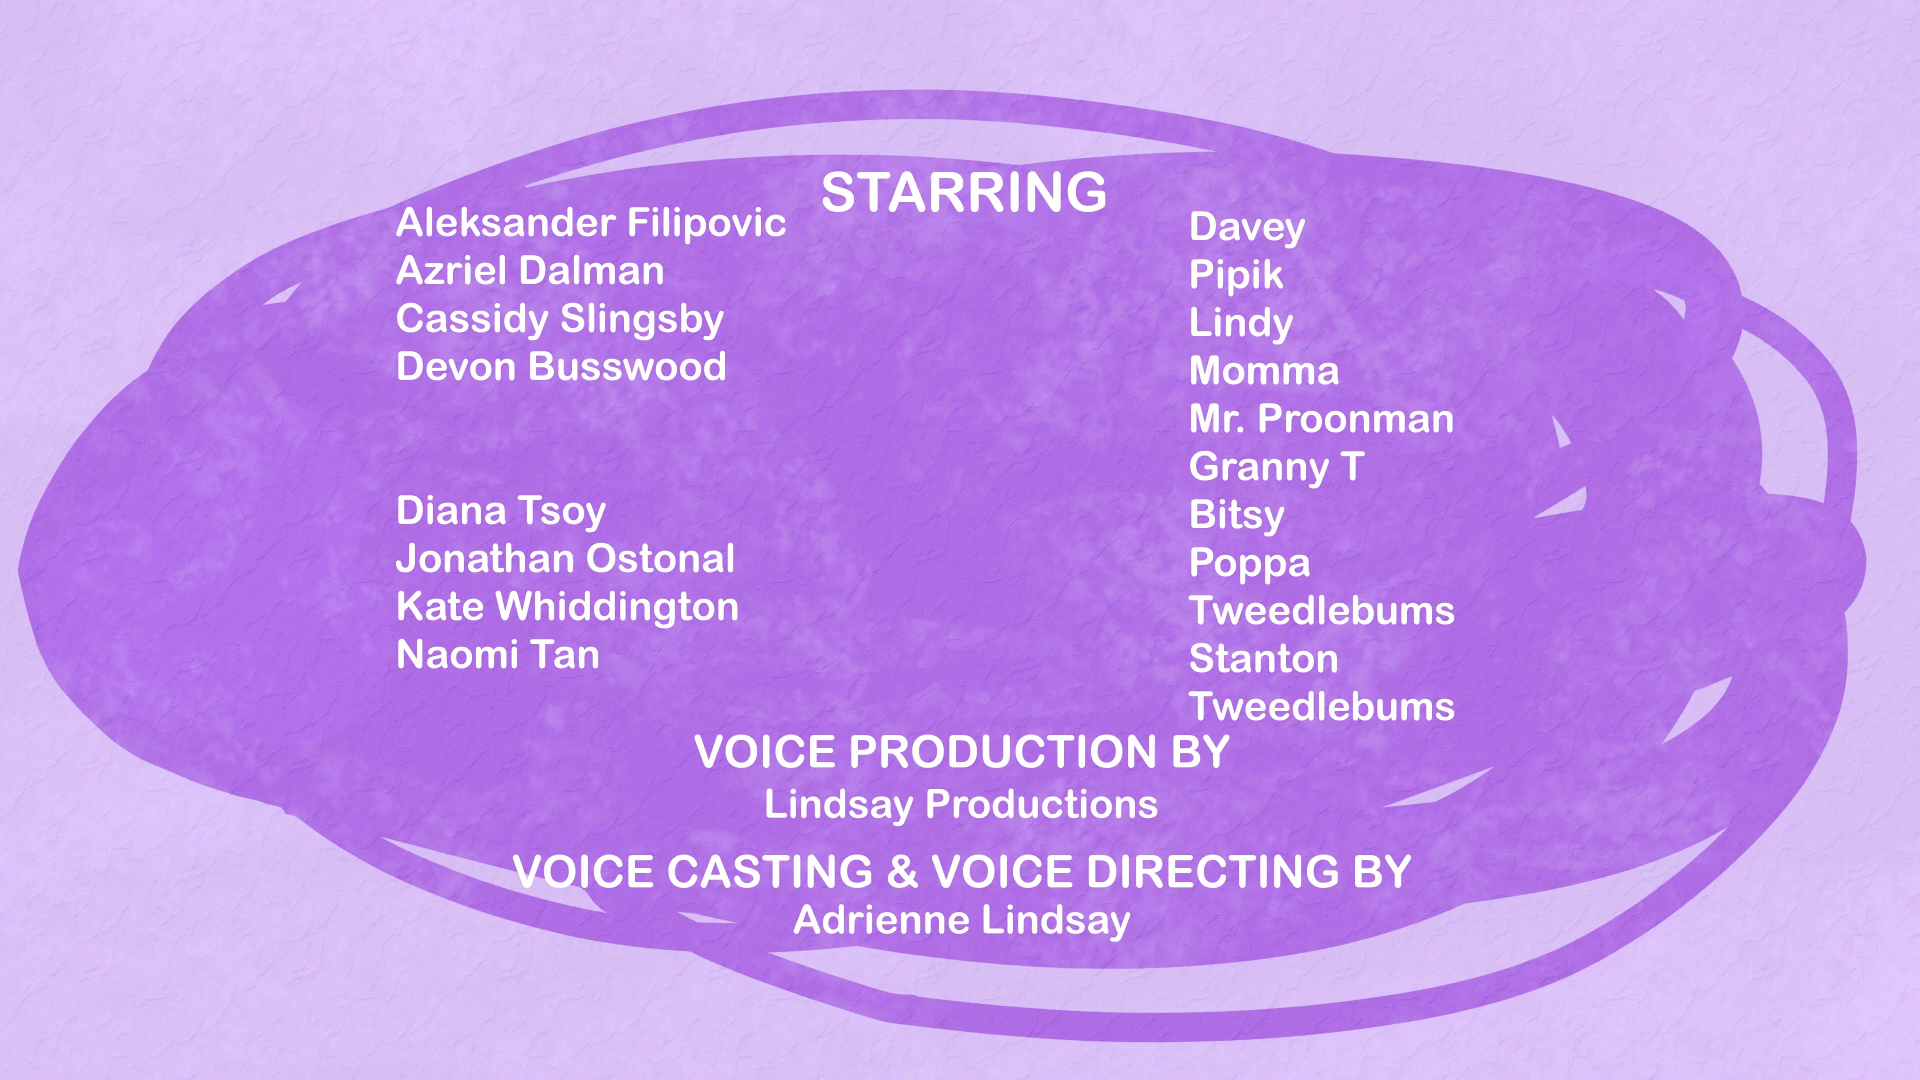 STARRING
Aleksander Filipovic Davey
Azriel Dalman Pipik
Cassidy Slingsby Lindy
Devon Busswood Momma
Mr. Proonman
Granny T
Diana Tsoy Bitsy
Jonathan Ostonal Poppa
Kate Whiddington Tweedlebums
Naomi Tan Stanton
Tweedlebums
VOICE PRODUCTION BY
Lindsay Productions
VOICE CASTING & VOICE DIRECTING BY
Adrienne Lindsay